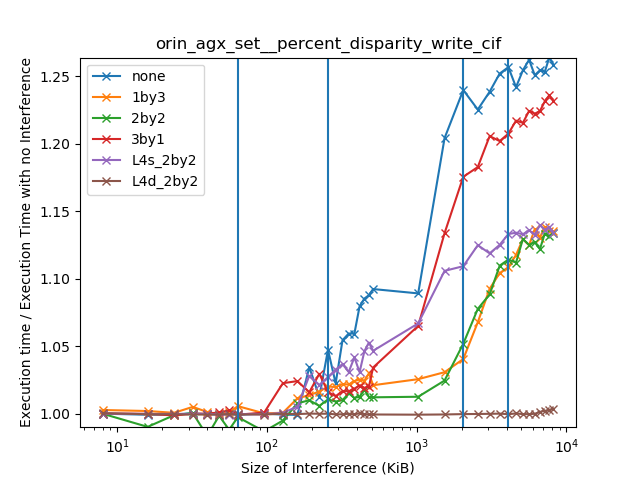 orin_agx_set__percent_disparity_write_cif
Execution time / Execution Time with no Interference
1.25
1.20
1.15
1.10
1.05
1.00
none
1by3
2by2
3by1
L4s_2by2
L4d_2by2
10¹
10²
10³
10⁴
Size of Interference (KiB)